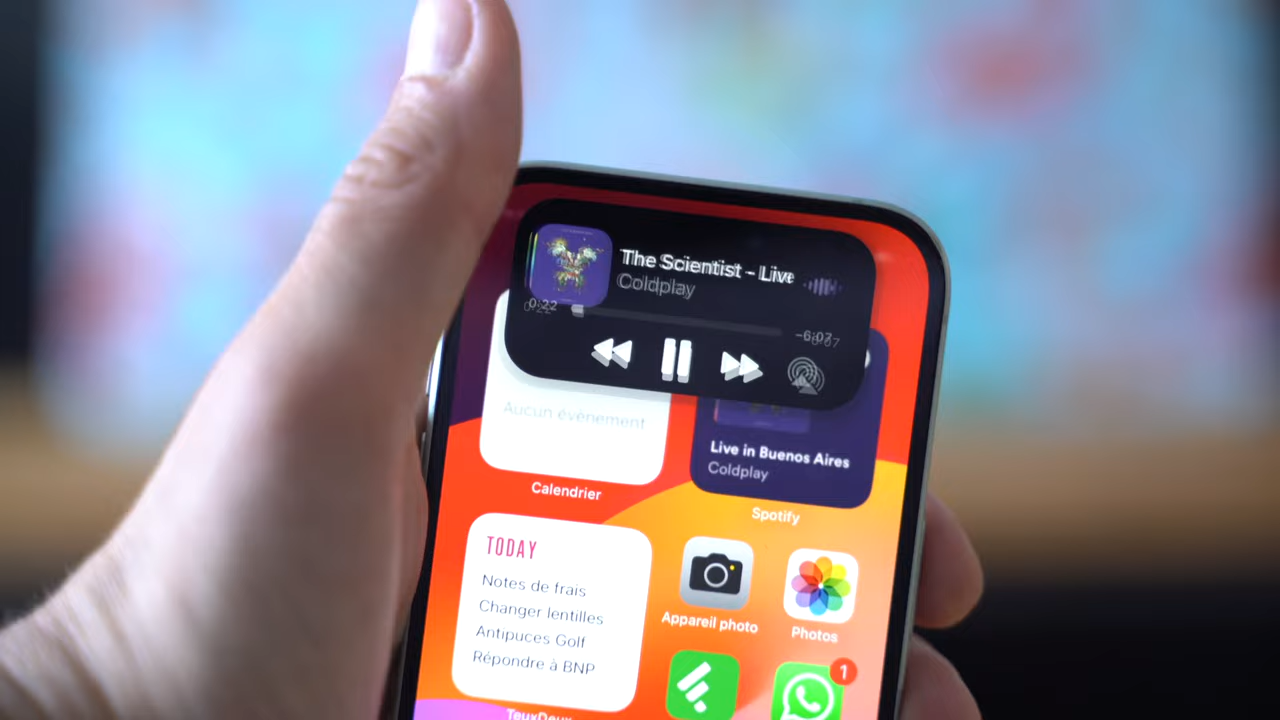 The Scientist - Live
Coldplay
0:22
-6:07
Aucun événement
Live in Buenos Aires
Coldplay
Calendrier
Spotify
TODAY
Notes de frais
Changer lentilles
Antipuces Golf
Répondre à BNP
Appareil photo
Photos
1
TeuxDeux